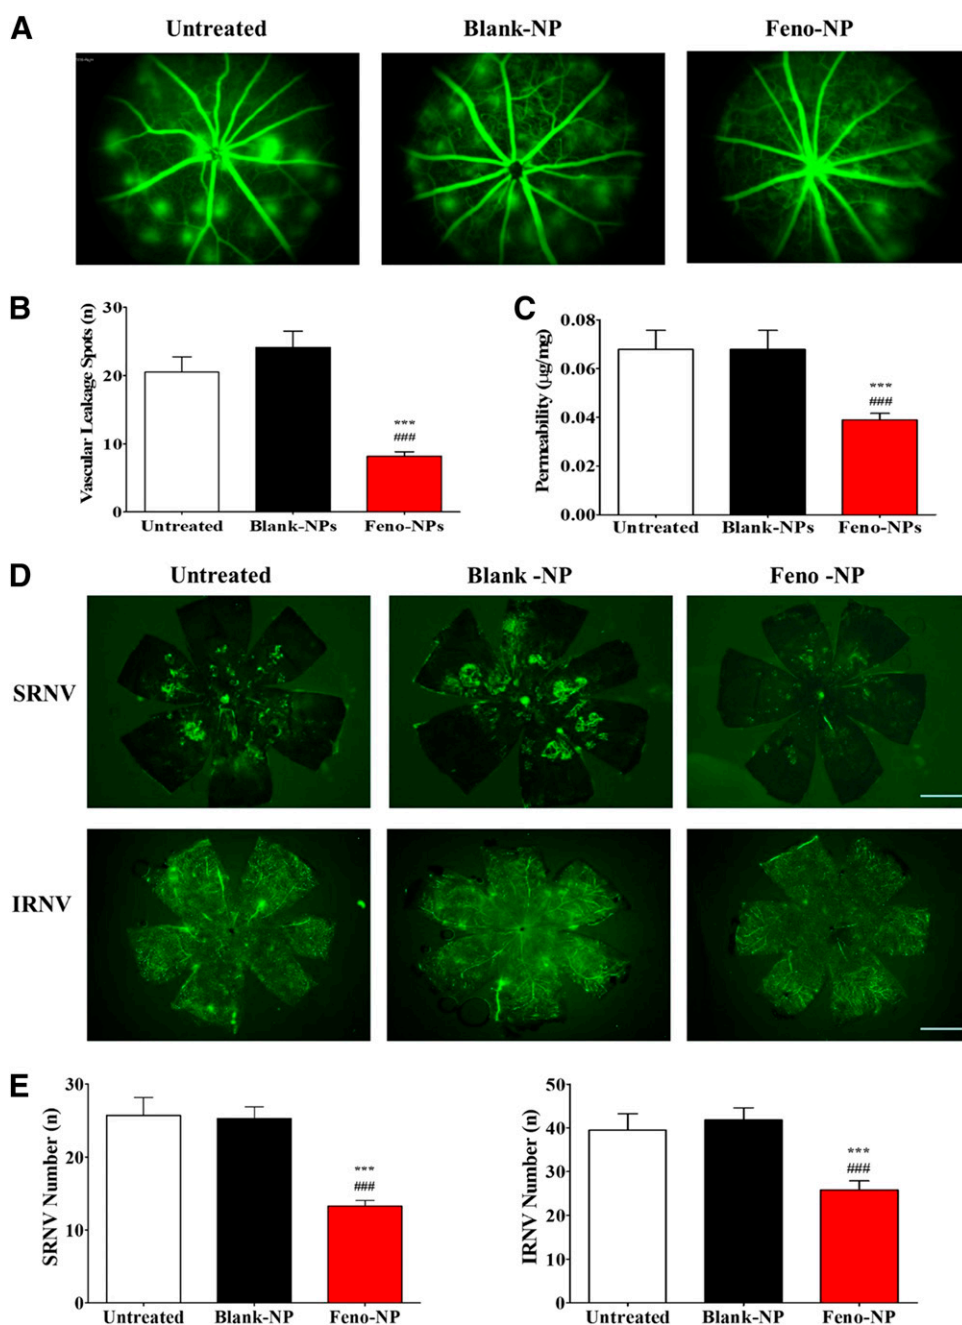 A
Untreated
Blank-NP
Feno-NP
B
Vascular Leakage Spots (n)
30
20
10
0
***
###
Untreated
Blank-NPs
Feno-NPs
C
Permeability (µg/mg)
0.08
0.06
0.04
0.02
0.00
***
###
Untreated
Blank-NPs
Feno-NPs
D
Untreated
Blank -NP
Feno -NP
SRNV
IRNV
E
SRNV Number (n)
30
20
10
0
***
###
Untreated
Blank-NP
Feno-NP
IRNV Number (n)
50
40
30
20
10
0
***
###
Untreated
Blank-NP
Feno-NP